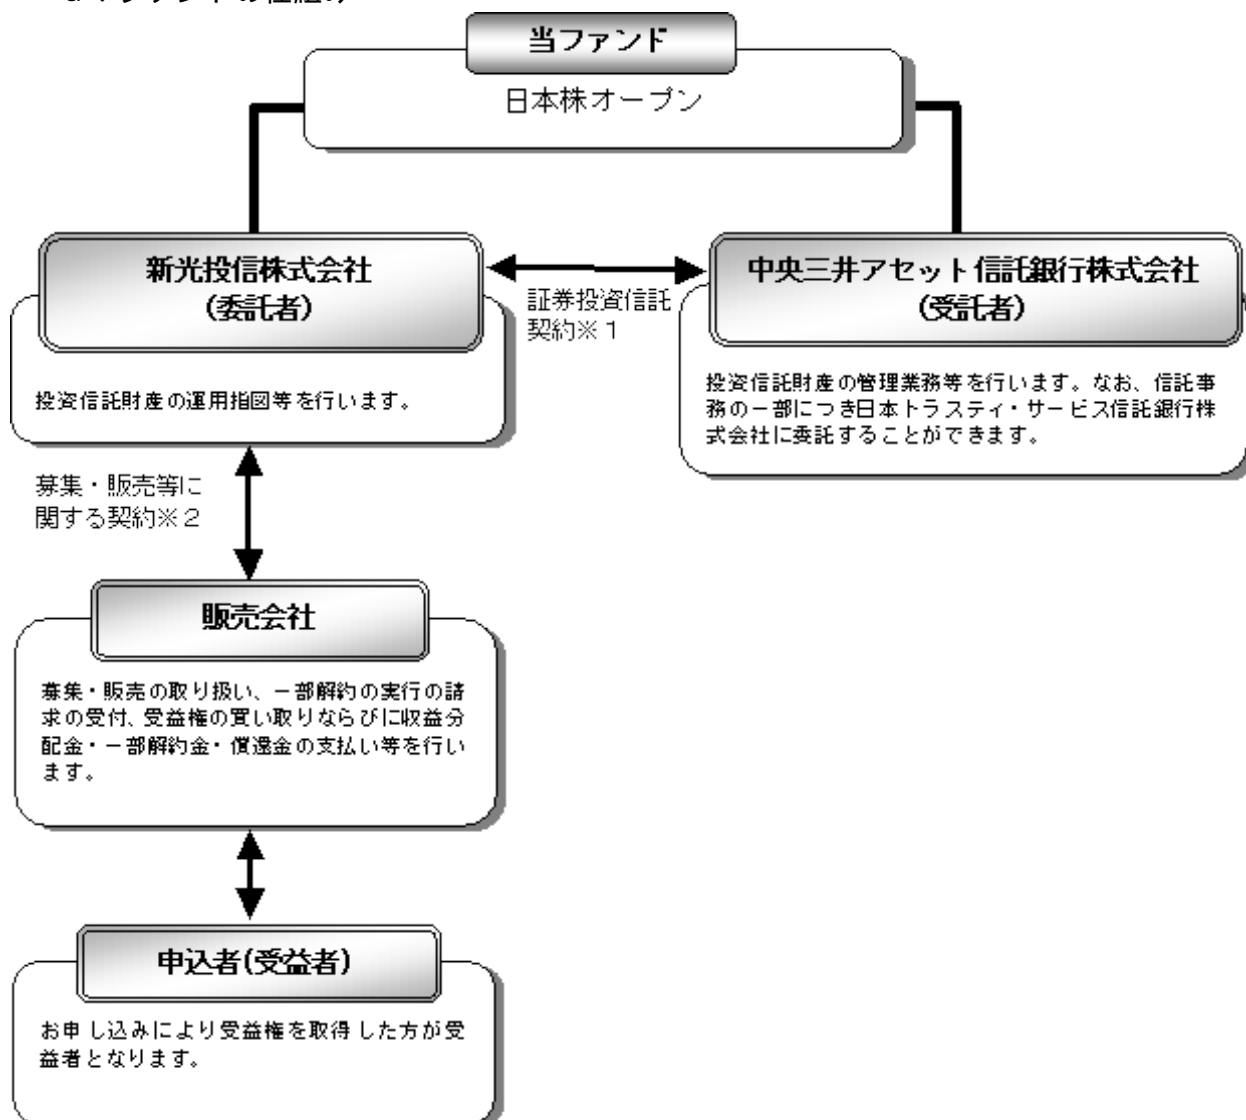 ファンドの仕組み
当ファンド
日本株オープン
新光投信株式会社
(委託者)
投資信託財産の運用指図等を行います。
証券投資信託
契約※1
中央三井アセット信託銀行株式会社
(受託者)
投資信託財産の管理業務等を行います。なお、信託事
務の一部につき日本トラスティ・サービス信託銀行株
式会社に委託することができます。
募集・販売等に
関する契約※2
販売会社
募集・販売の取り扱い、一部解約の実行の請
求の受付、受益権の買い取りならびに収益分
配金・一部解約金・償還金の支払い等を行い
ます。
申込者(受益者)
お申し込みにより受益権を取得した方が受
益者となります。